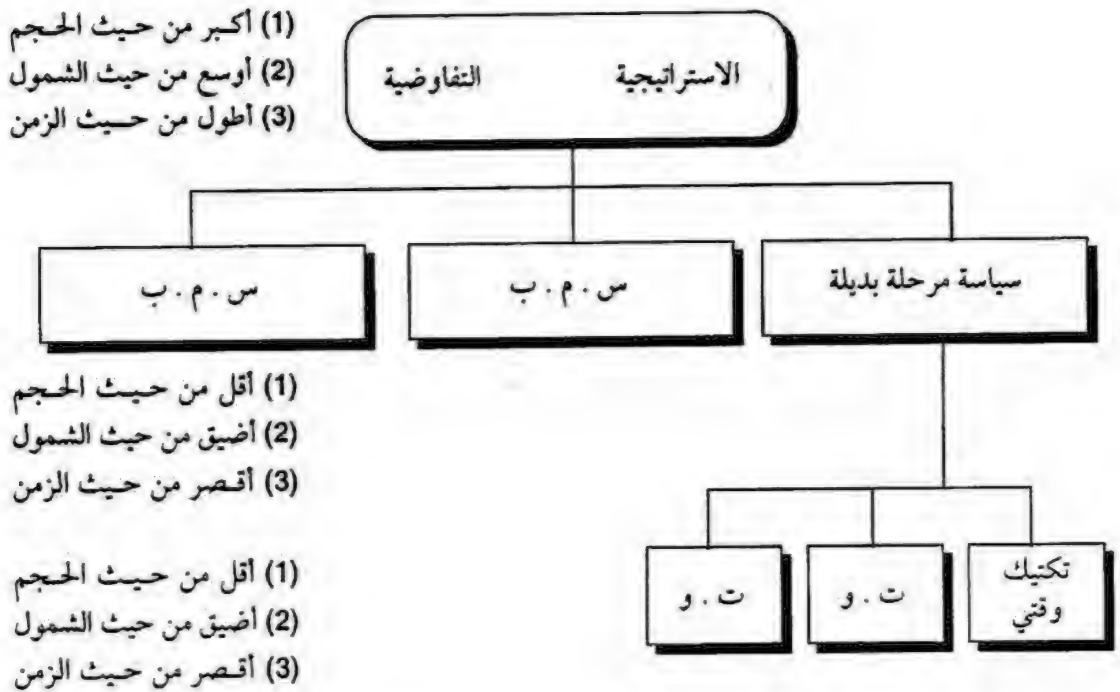 الاستراتيجية التفاوضية
(1) أكبر من حيث الحجم
(2) أوسع من حيث الشمول
(3) أطول من حيث الزمن
سياسة مرحلة بديلة
س . م . ب
س . م . ب
(1) أقل من حيث الحجم
(2) أضيق من حيث الشمول
(3) أقصر من حيث الزمن
تكتيك
وقتي
ت . و
ت . و
(1) أقل من حيث الحجم
(2) أضيق من حيث الشمول
(3) أقصر من حيث الزمن